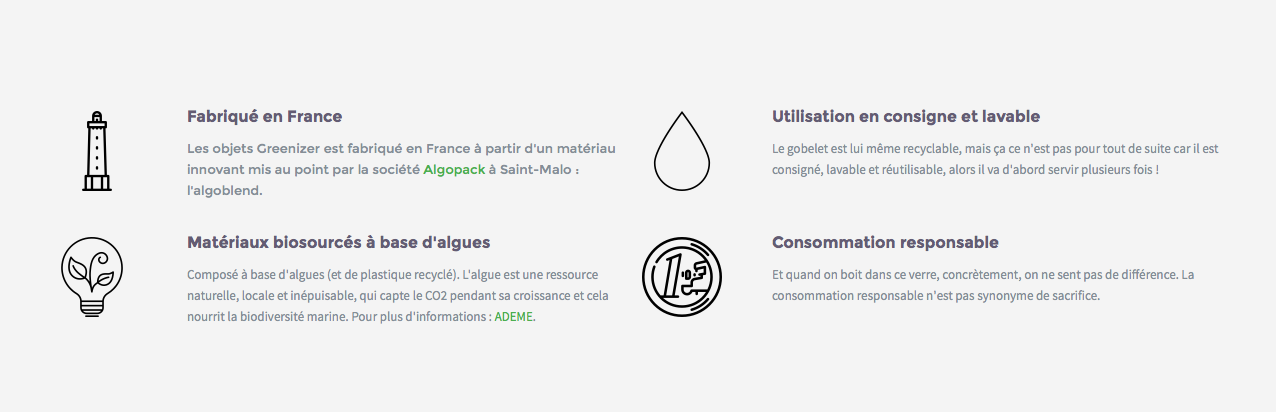 Fabriqué en France
Les objets Greenizer est fabriqué en France à partir d'un matériau
innovant mis au point par la société Algopack à Saint-Malo :
l'algoblend.
Utilisation en consigne et lavable
Le gobelet est lui même recyclable, mais ça ce n'est pas pour tout de suite car il est
consigné, lavable et réutilisable, alors il va d'abord servir plusieurs fois !
Matériaux biosourcés à base d'algues
Composé à base d'algues (et de plastique recyclé). L'algue est une ressource
naturelle, locale et inépuisable, qui capte le CO2 pendant sa croissance et cela
nourrit la biodiversité marine. Pour plus d'informations : ADEME.
1
Consommation responsable
Et quand on boit dans ce verre, concrètement, on ne sent pas de différence. La
consommation responsable n'est pas synonyme de sacrifice.